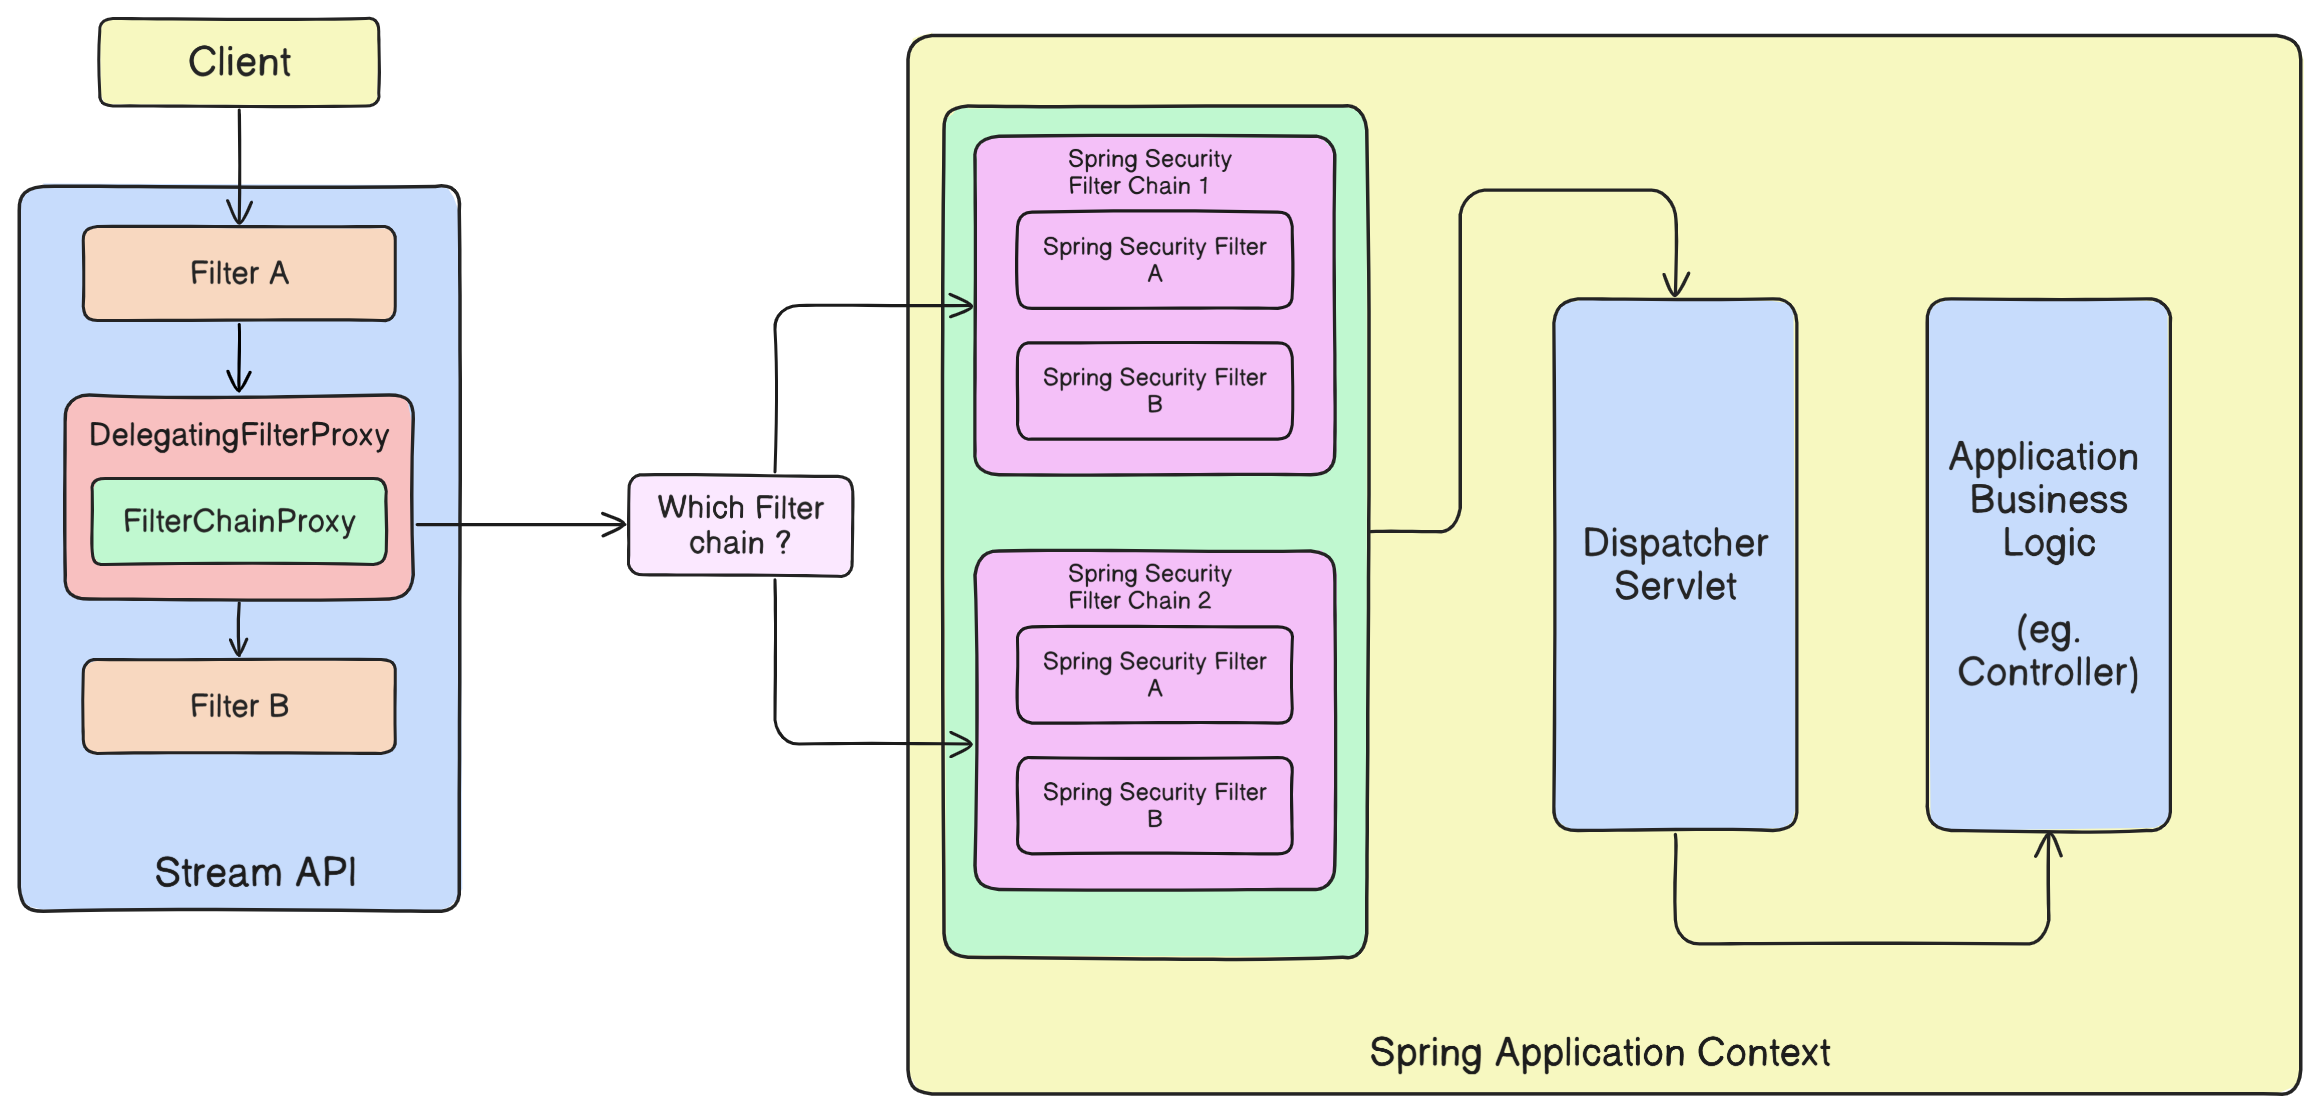 Client
Filter A
DelegatingFilterProxy
FilterChainProxy
Filter B
Stream API
Which Filter
chain ?
Spring Security
Filter Chain 1
Spring Security Filter
A
Spring Security Filter
B
Spring Security
Filter Chain 2
Spring Security Filter
A
Spring Security Filter
B
Dispatcher
Servlet
Application
Business
Logic
(eg.
Controller)
Spring Application Context